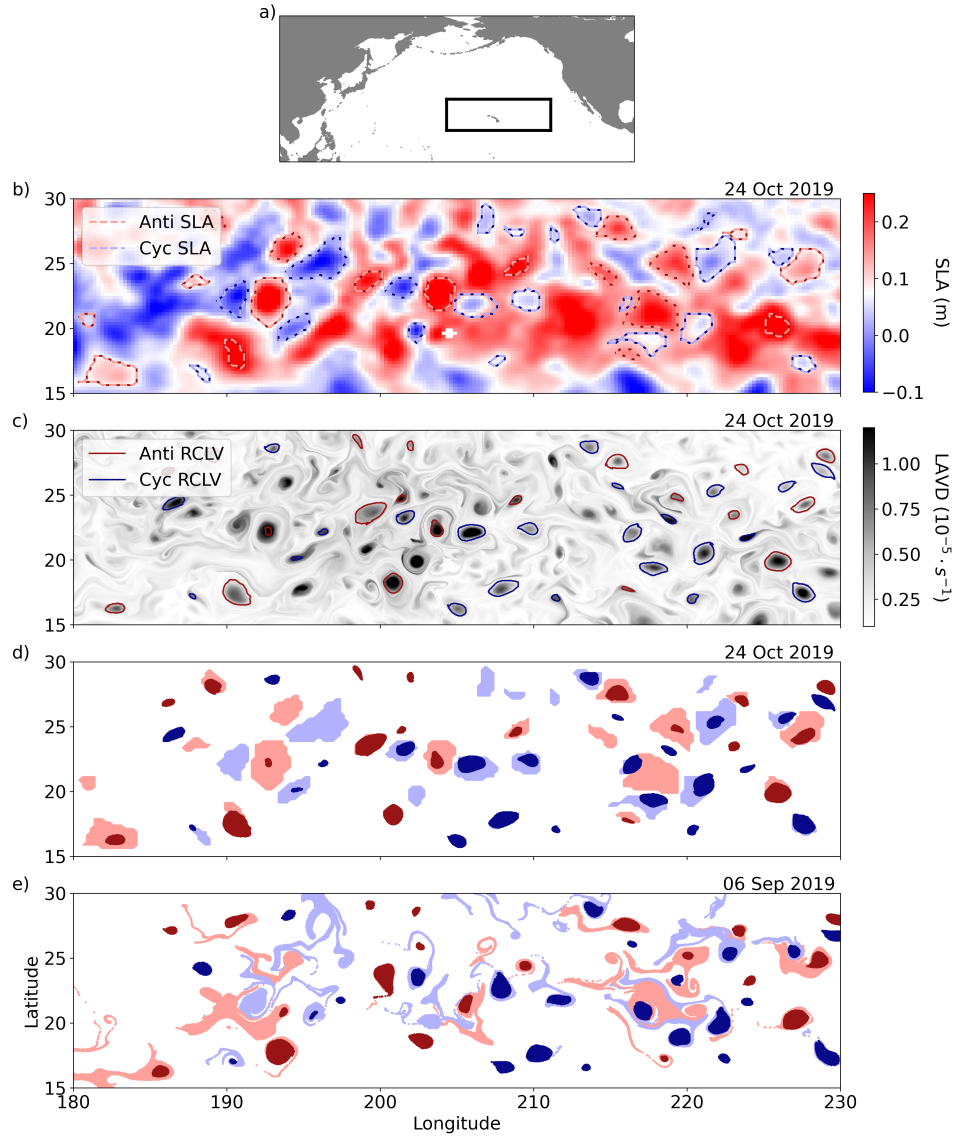 a)
b)
24 Oct 2019
30
25
20
15
Anti SLA
Cyc SLA
0.2
0.1
0.0
−0.1
SLA (m)
c)
24 Oct 2019
30
25
20
15
Anti RCLV
Cyc RCLV
1.00
0.75
0.50
0.25
LAVD (10⁻⁵ · s⁻¹)
d)
24 Oct 2019
30
25
20
15
e)
06 Sep 2019
30
25
20
15
Latitude
180 190 200 210 220 230
Longitude